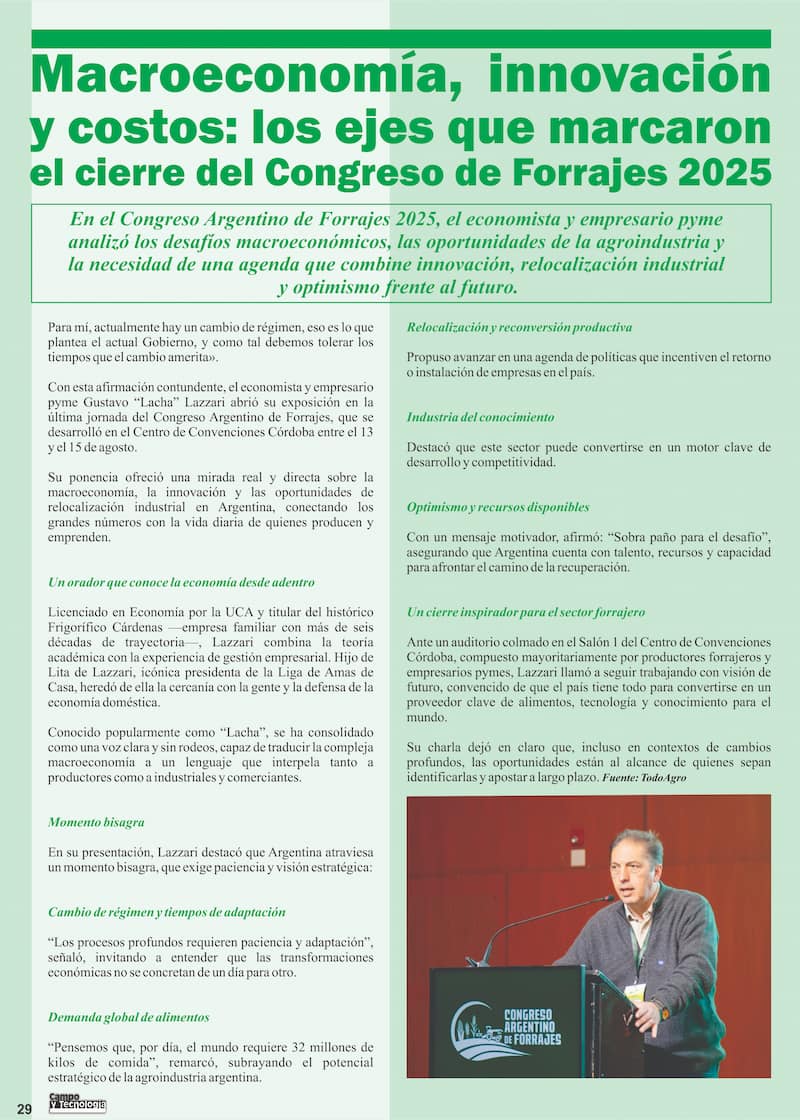 Macroeconomía, innovación
y costos: los ejes que marcaron
el cierre del Congreso de Forrajes 2025
En el Congreso Argentino de Forrajes 2025, el economista y empresario pyme
analizó los desafíos macroeconómicos, las oportunidades de la agroindustria y
la necesidad de una agenda que combine innovación, relocalización industrial
y optimismo frente al futuro.
Para mí, actualmente hay un cambio de régimen, eso es lo que
plantea el actual Gobierno, y como tal debemos tolerar los
tiempos que el cambio amerita».
Con esta afirmación contundente, el economista y empresario
pyme Gustavo “Lacha” Lazzari abrió su exposición en la
última jornada del Congreso Argentino de Forrajes, que se
desarrolló en el Centro de Convenciones Córdoba entre el 13
y el 15 de agosto.
Su ponencia ofreció una mirada real y directa sobre la
macroeconomía, la innovación y las oportunidades de
relocalización industrial en Argentina, conectando los
grandes números con la vida diaria de quienes producen y
emprenden.
Un orador que conoce la economía desde adentro
Licenciado en Economía por la UCA y titular del histórico
Frigorífico Cárdenas —empresa familiar con más de seis
décadas de trayectoria—, Lazzari combina la teoría
académica con la experiencia de gestión empresarial. Hijo de
Lita de Lazzari, icónica presidenta de la Liga de Amas de
Casa, heredó de ella la cercanía con la gente y la defensa de la
economía doméstica.
Conocido popularmente como “Lacha”, se ha consolidado
como una voz clara y sin rodeos, capaz de traducir la compleja
macroeconomía a un lenguaje que interpela tanto a
productores como a industriales y comerciantes.
Momento bisagra
En su presentación, Lazzari destacó que Argentina atraviesa
un momento bisagra, que exige paciencia y visión estratégica:
Cambio de régimen y tiempos de adaptación
“Los procesos profundos requieren paciencia y adaptación”,
señaló, invitando a entender que las transformaciones
económicas no se concretan de un día para otro.
Demanda global de alimentos
“Pensemos que, por día, el mundo requiere 32 millones de
kilos de comida”, remarcó, subrayando el potencial
estratégico de la agroindustria argentina.
Relocalización y reconversión productiva
Propuso avanzar en una agenda de políticas que incentiven el retorno
o instalación de empresas en el país.
Industria del conocimiento
Destacó que este sector puede convertirse en un motor clave de
desarrollo y competitividad.
Optimismo y recursos disponibles
Con un mensaje motivador, afirmó: “Sobra paño para el desafío”,
asegurando que Argentina cuenta con talento, recursos y capacidad
para afrontar el camino de la recuperación.
Un cierre inspirador para el sector forrajero
Ante un auditorio colmado en el Salón 1 del Centro de Convenciones
Córdoba, compuesto mayoritariamente por productores forrajeros y
empresarios pymes, Lazzari llamó a seguir trabajando con visión de
futuro, convencido de que el país tiene todo para convertirse en un
proveedor clave de alimentos, tecnología y conocimiento para el
mundo.
Su charla dejó en claro que, incluso en contextos de cambios
profundos, las oportunidades están al alcance de quienes sepan
identificarlas y apostar a largo plazo. Fuente: TodoAgro
CONGRESO
ARGENTINO
DE FORRAJES
29
Campo
y Tecnología